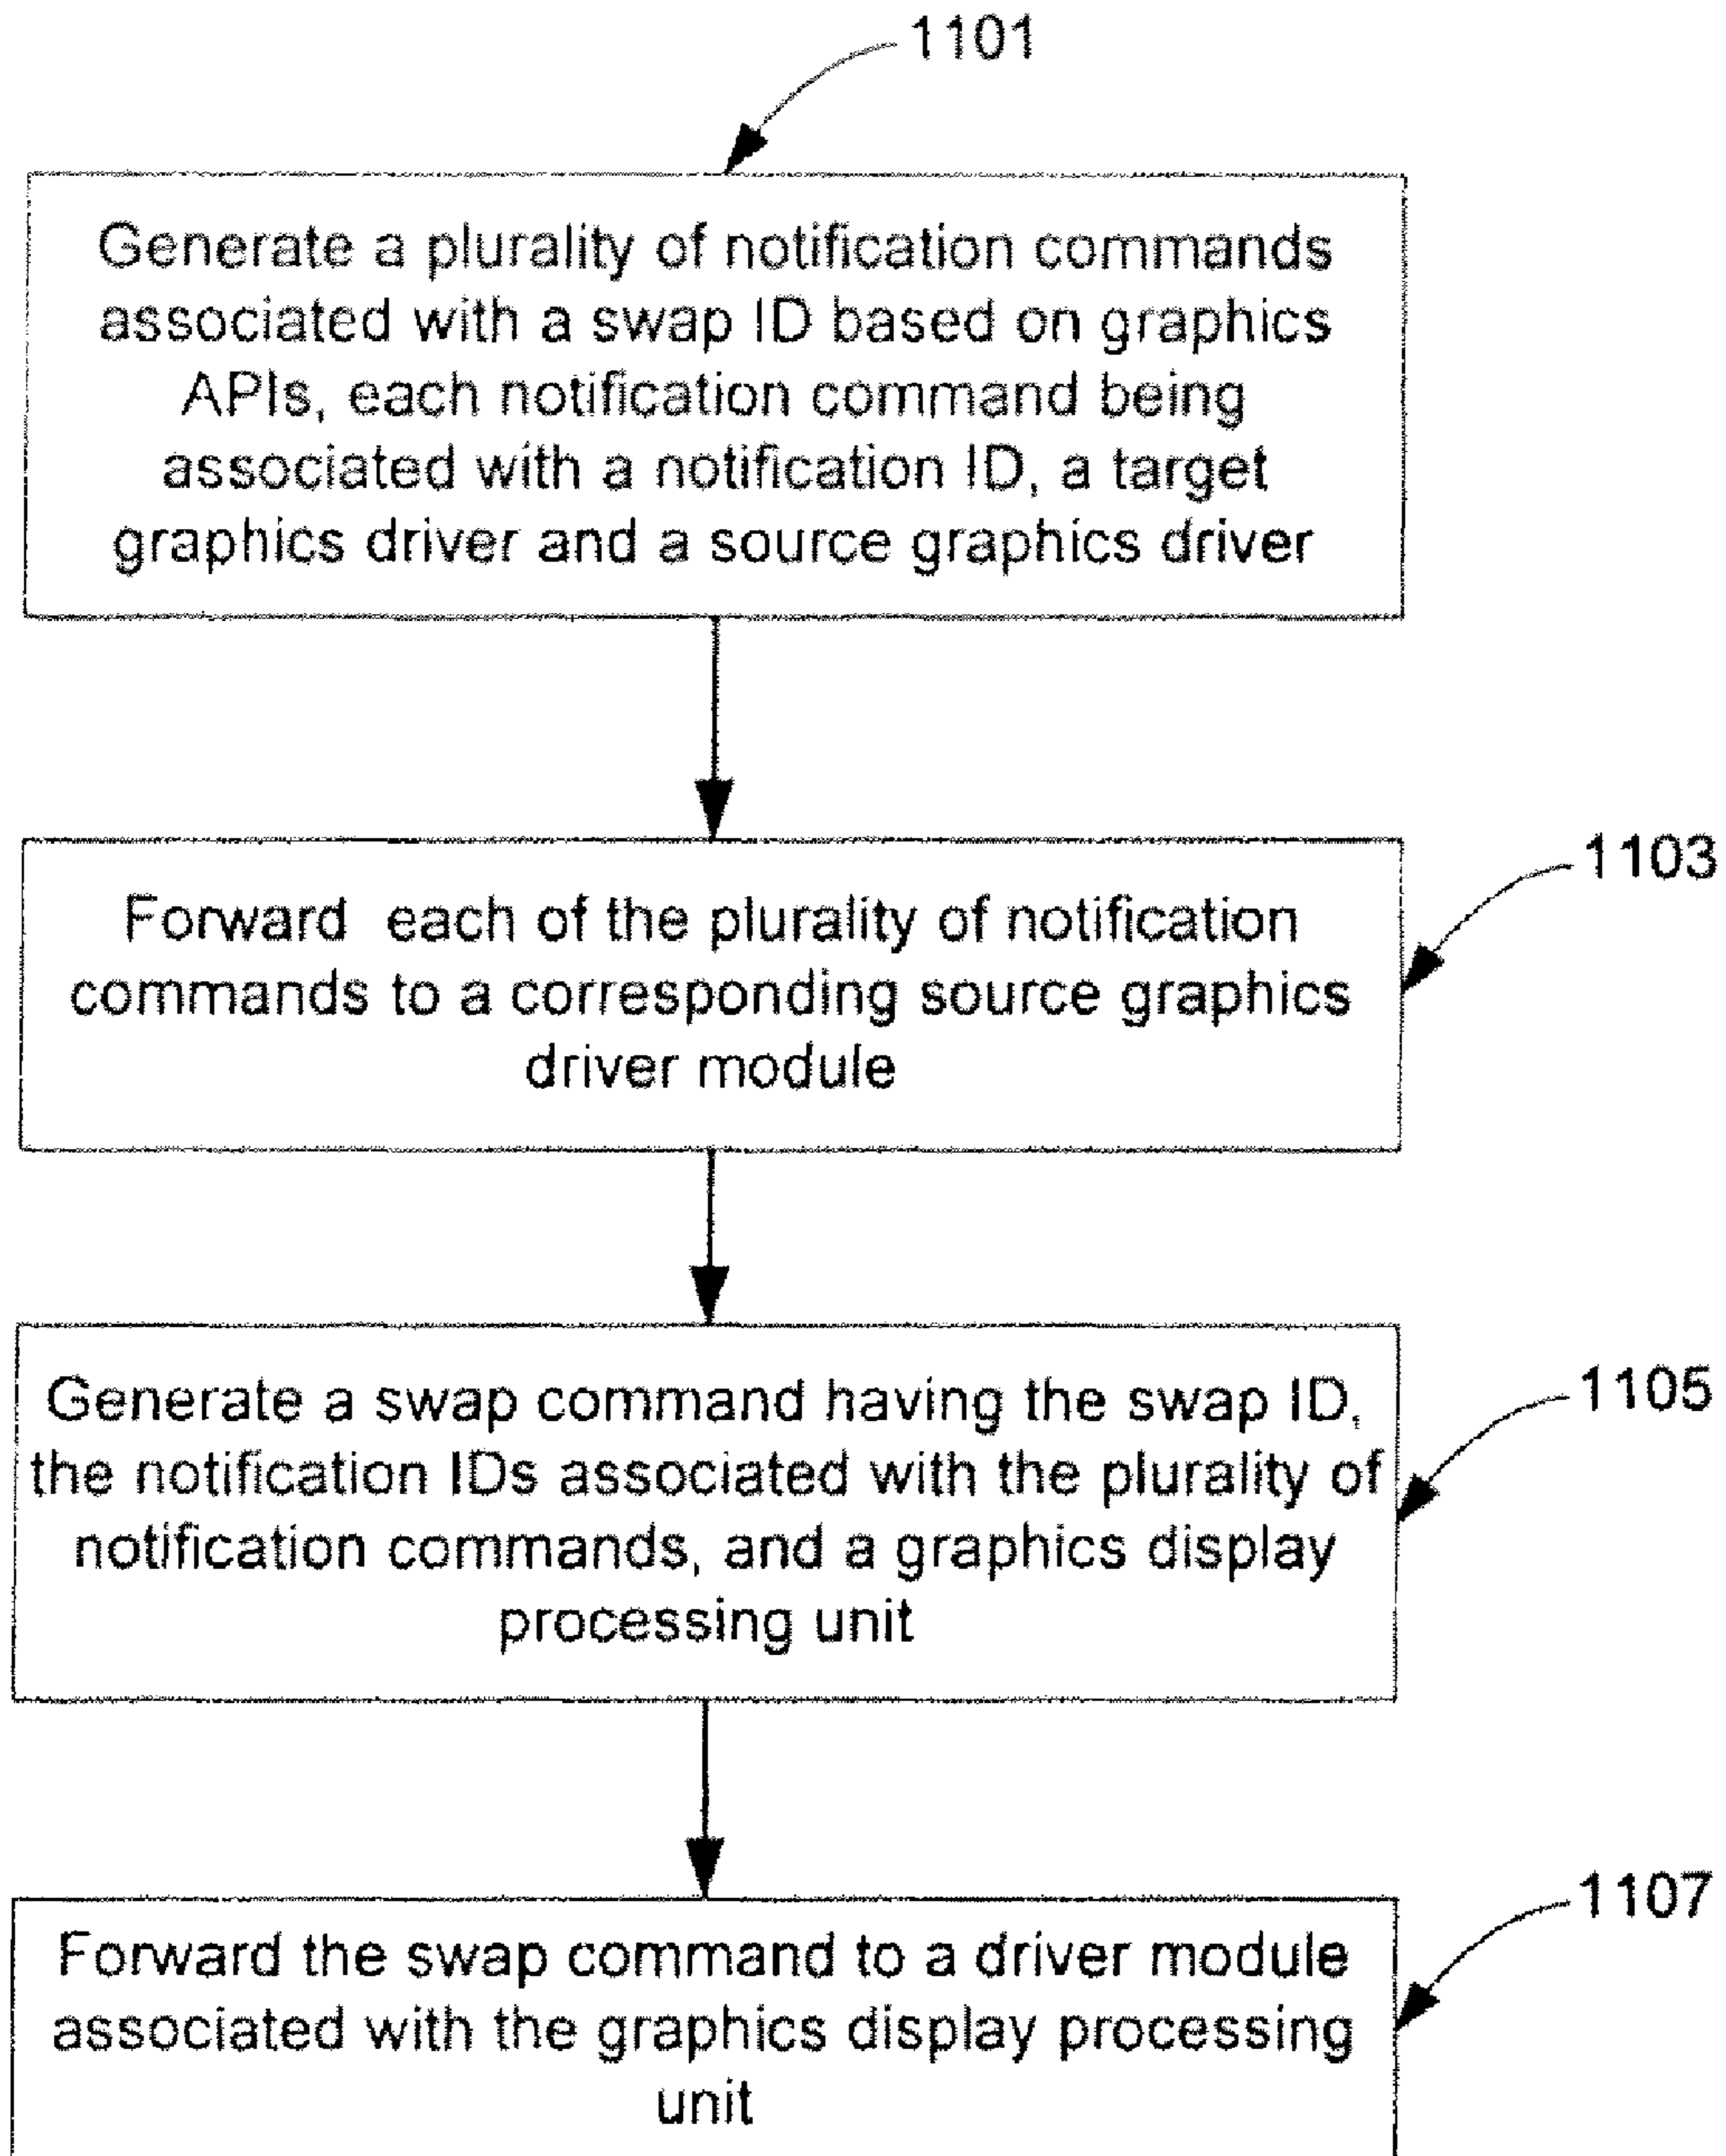 1101
Generate a plurality of notification commands
associated with a swap ID based on graphics
APIs, each notification command being
associated with a notification ID, a target
graphics driver and a source graphics driver
1103
Forward each of the plurality of notification
commands to a corresponding source graphics
driver module
1105
Generate a swap command having the swap ID,
the notification IDs associated with the plurality of
notification commands, and a graphics display
processing unit
1107
Forward the swap command to a driver module
associated with the graphics display processing
unit